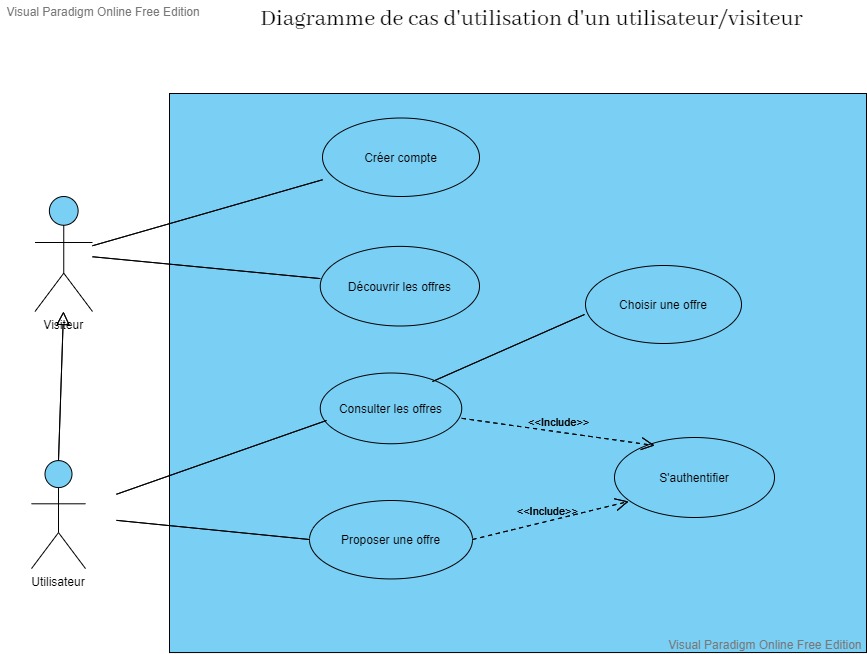 Visual Paradigm Online Free Edition
Diagramme de cas d'utilisation d'un utilisateur/visiteur
Créer compte
Visiteur
Découvrir les offres
Choisir une offre
Consulter les offres
<<Include>>
S'authentifier
<<Include>>
Proposer une offre
Utilisateur
Visual Paradigm Online Free Edition